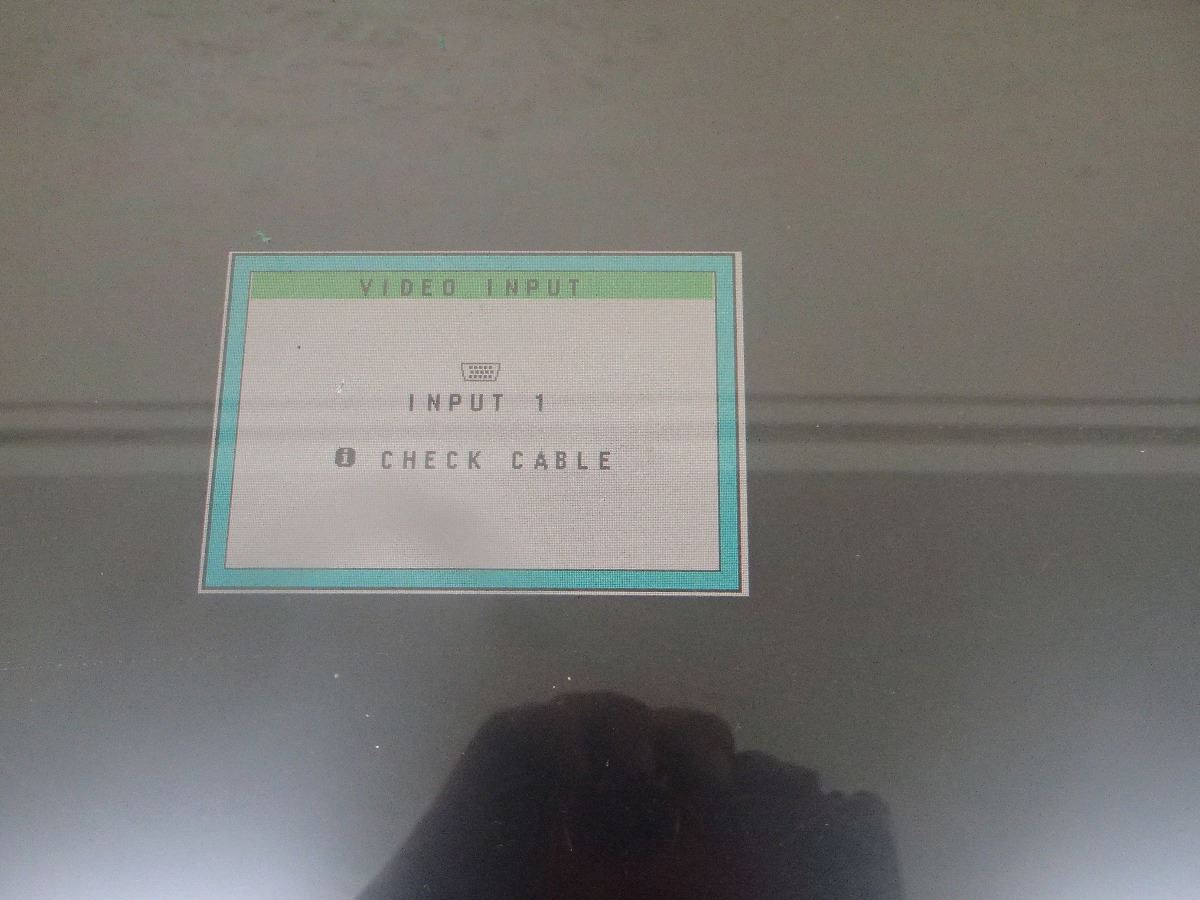 VIDEO INPUT
INPUT 1
i CHECK CABLE